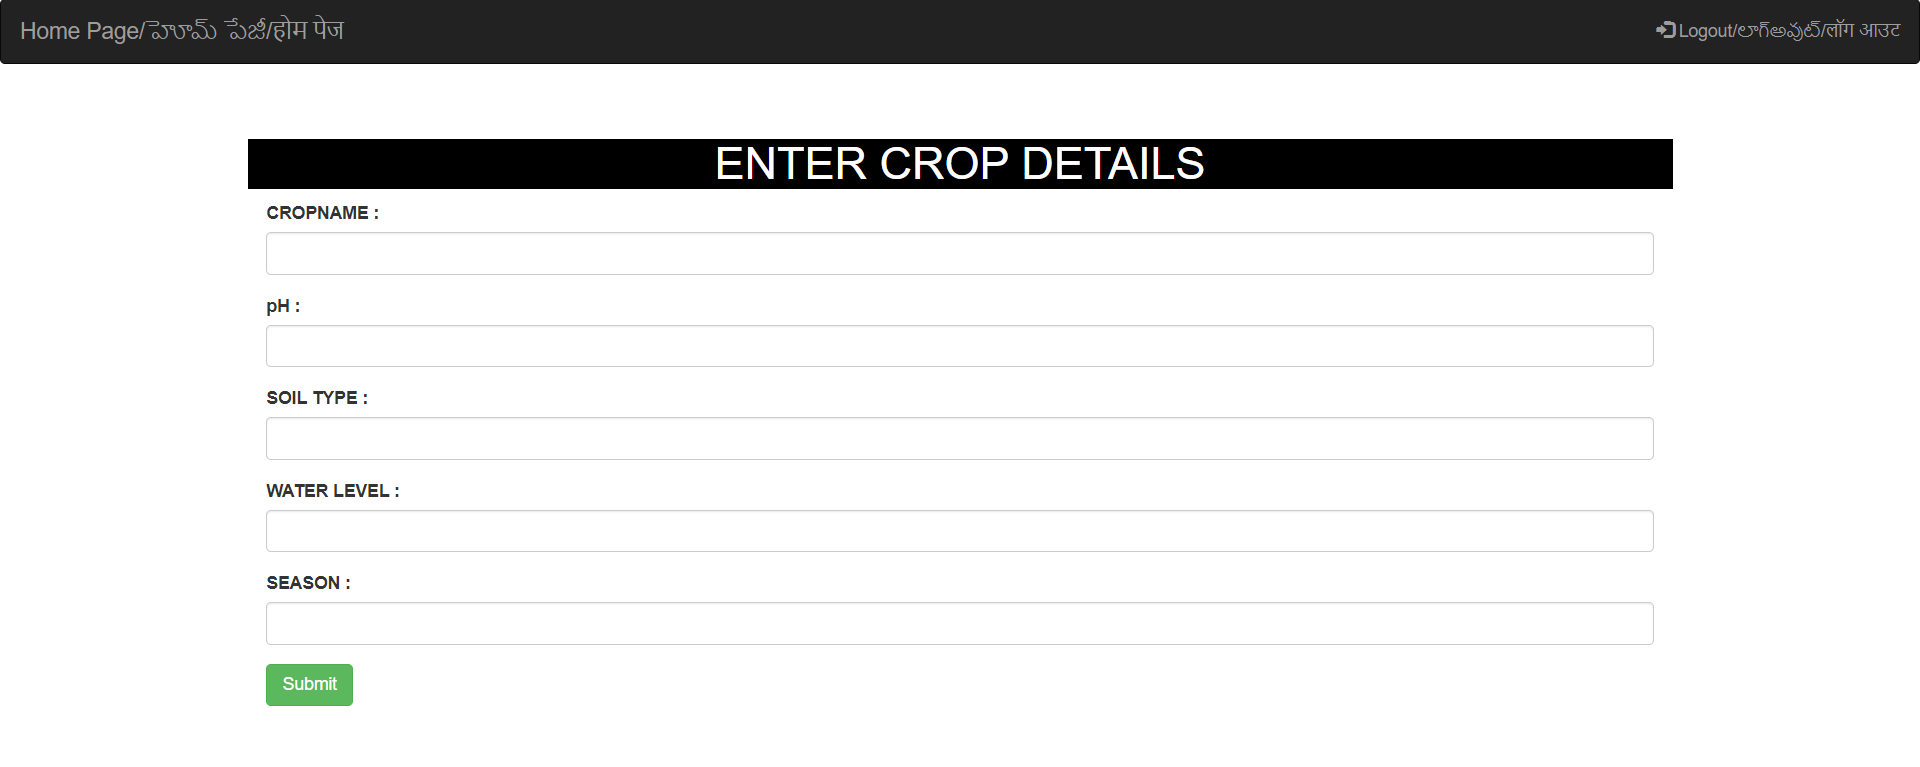 Home Page/హెూమ్ పేజీ/होम पेज
Logout/లాగ్అవుట్/लॉग आउट
ENTER CROP DETAILS
CROPNAME :
pH :
SOIL TYPE :
WATER LEVEL :
SEASON :
Submit